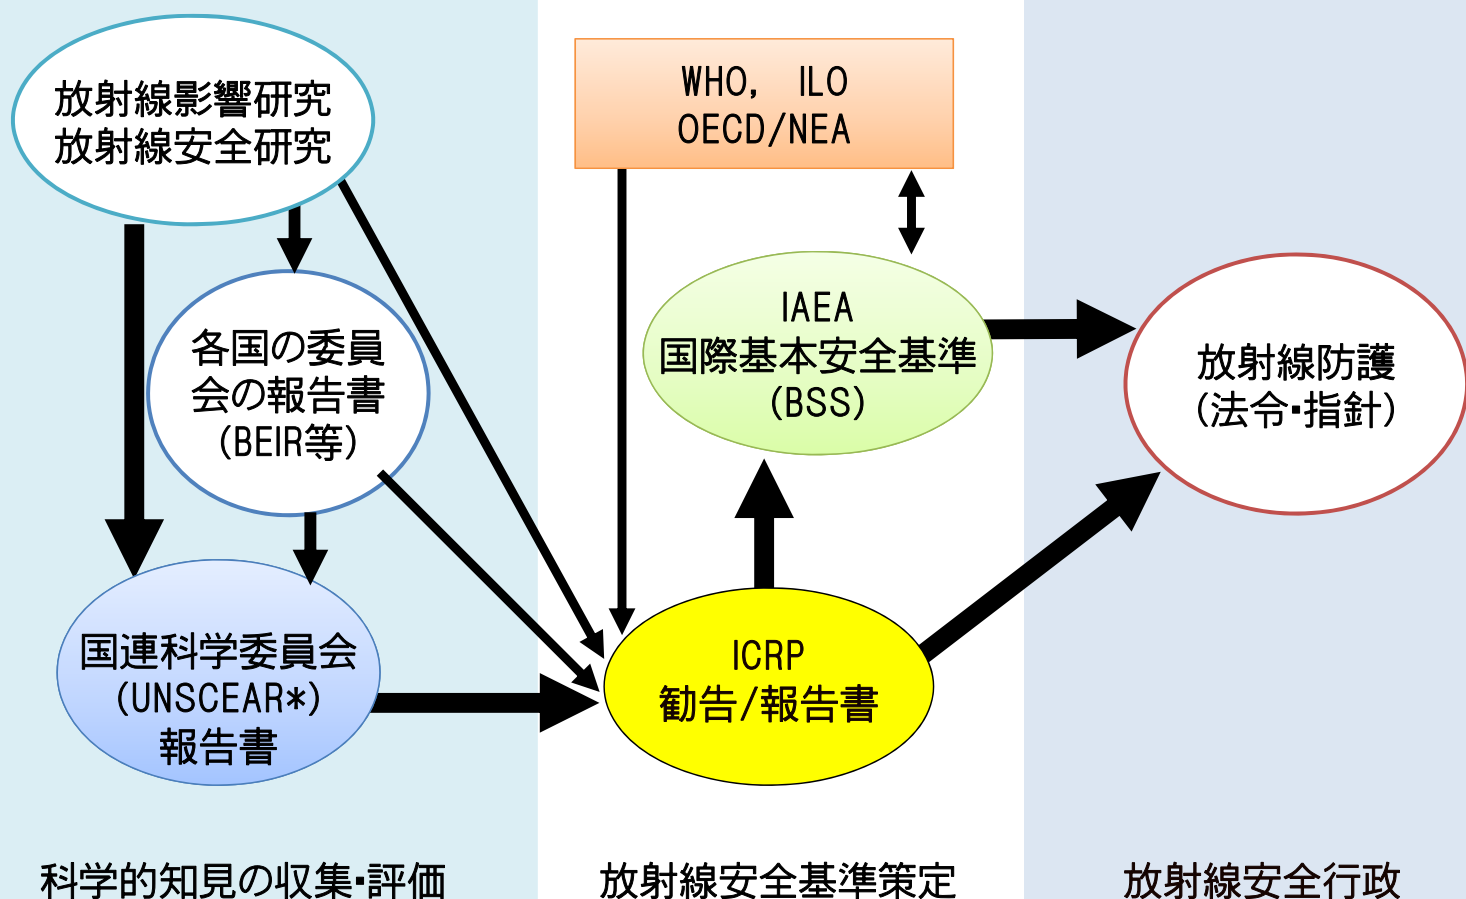 放射線影響研究
放射線安全研究
各国の委員
会の報告書
(BEIR等)
国連科学委員会
(UNSCEAR*)
報告書
科学的知見の収集・評価
WHO, ILO
OECD/NEA
IAEA
国際基本安全基準
(BSS)
ICRP
勧告/報告書
放射線安全基準策定
放射線防護
(法令・指針)
放射線安全行政